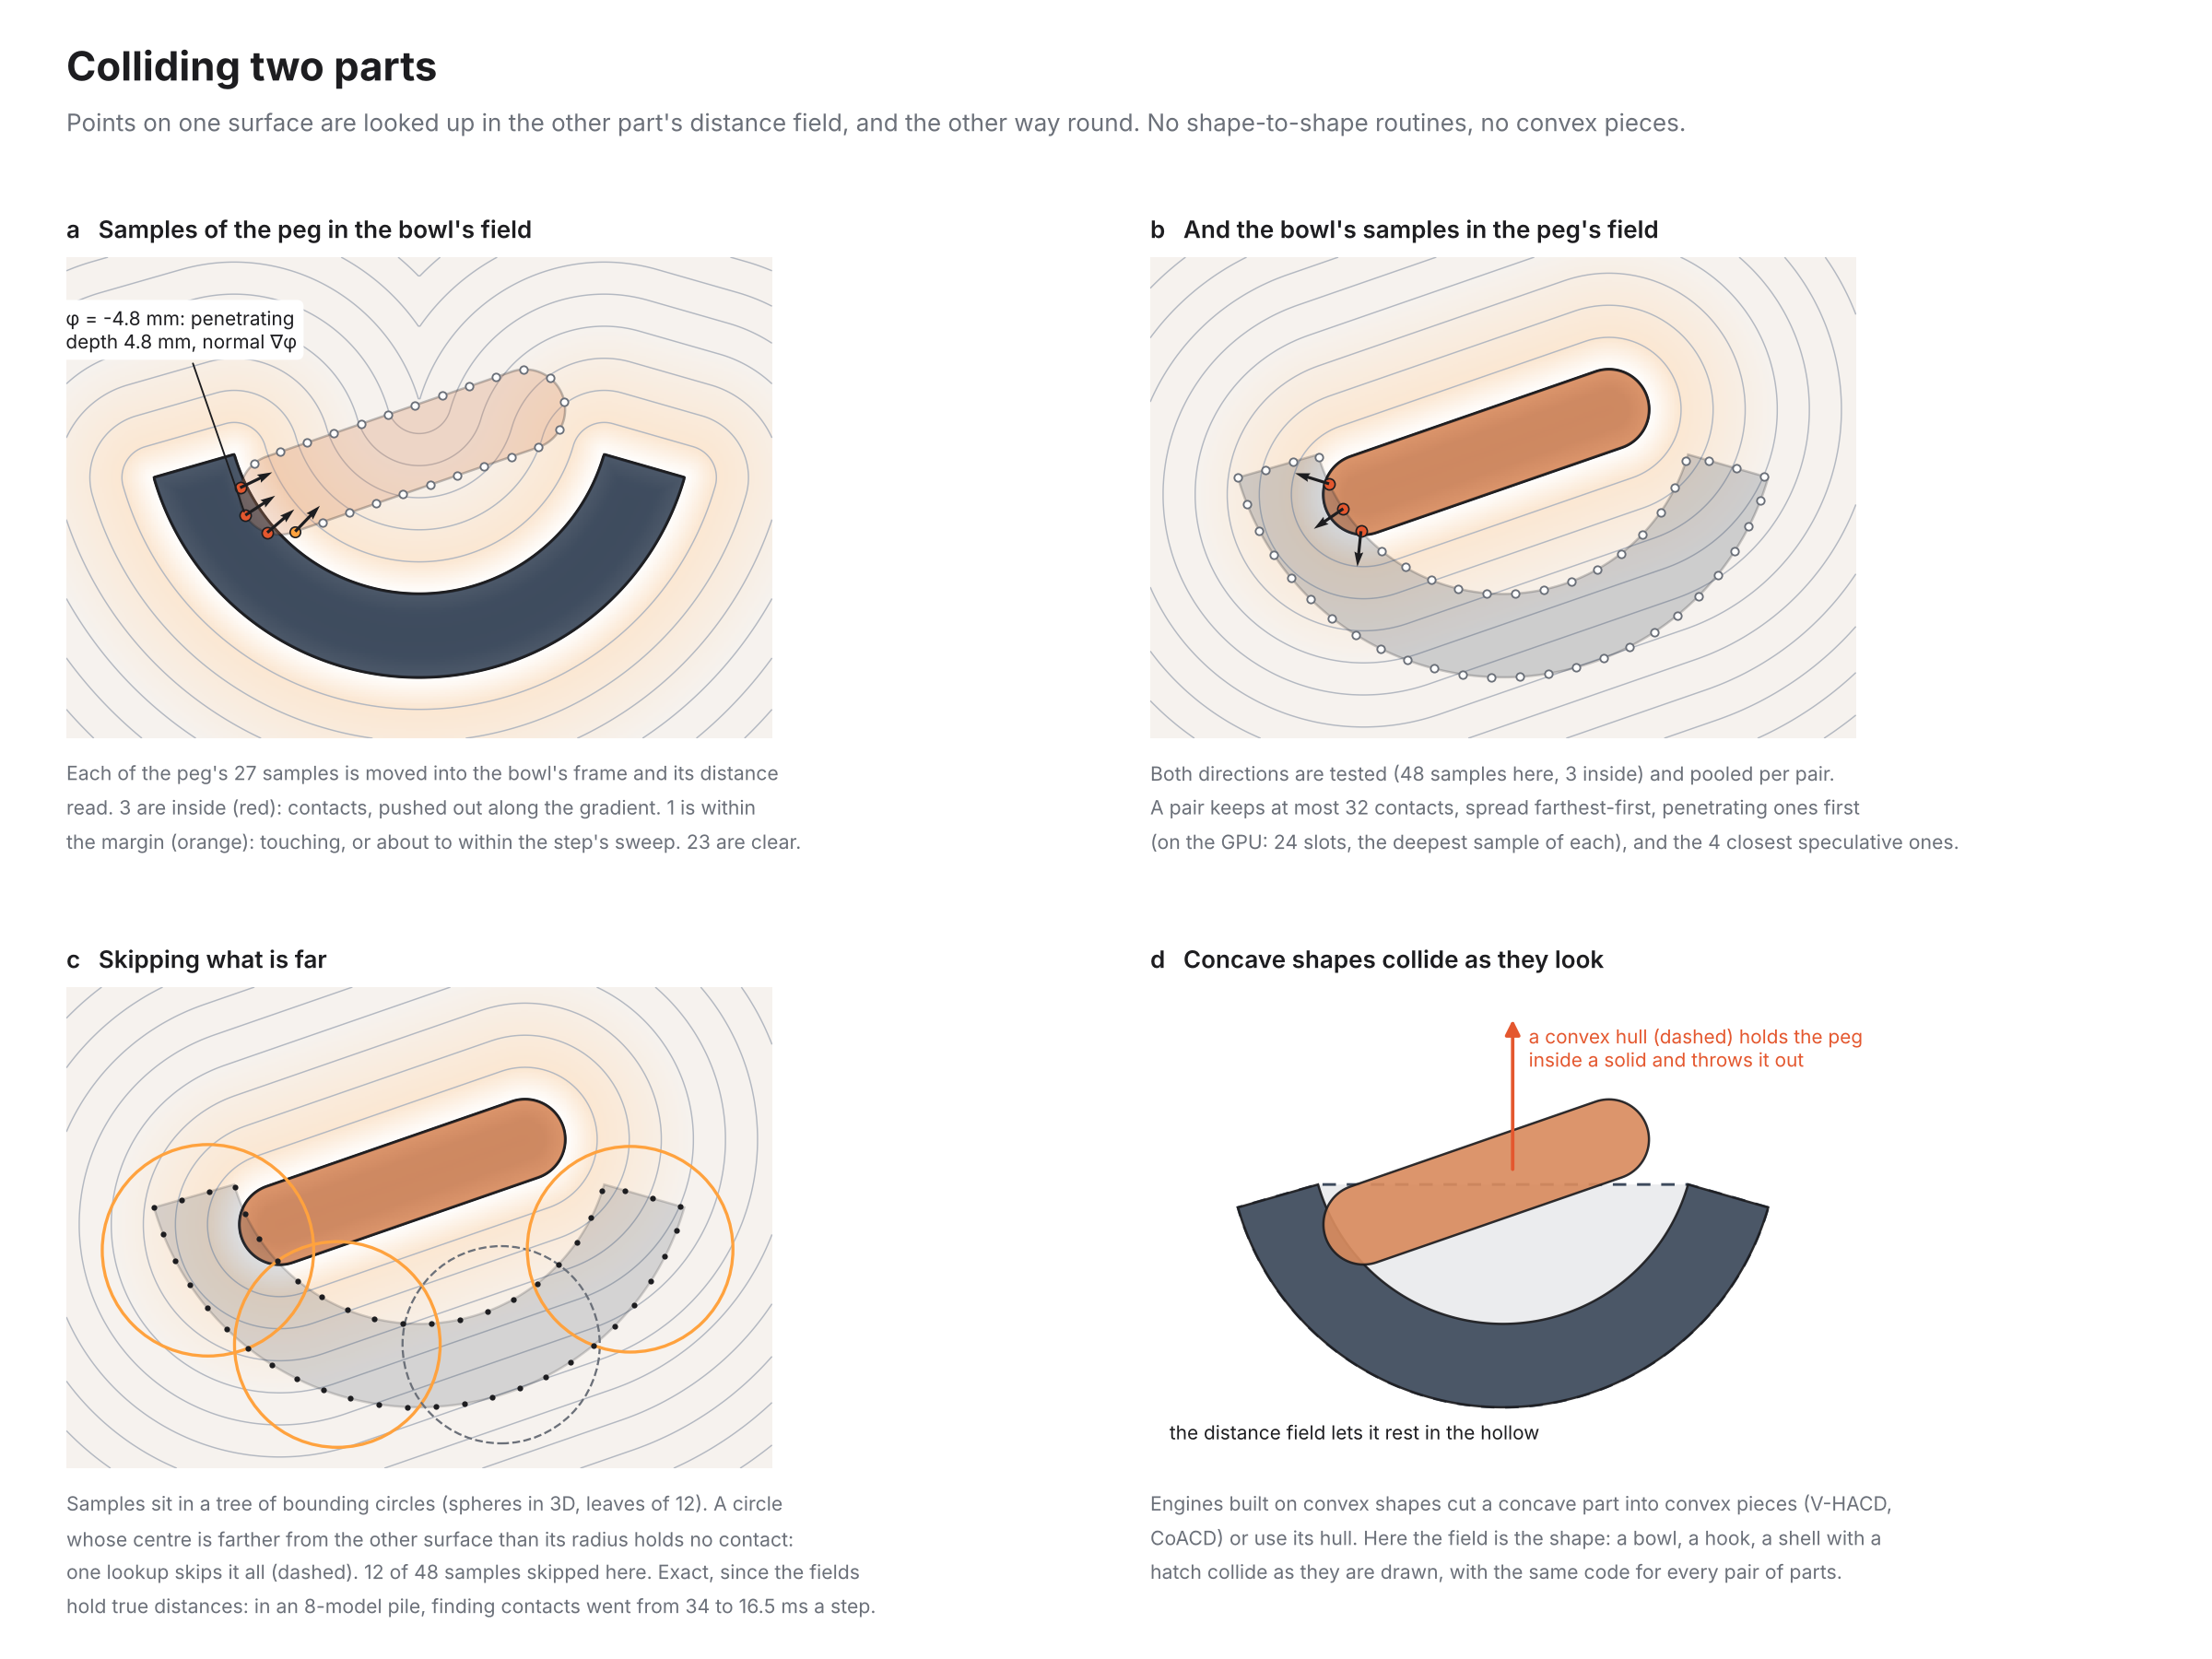 Colliding two parts
Points on one surface are looked up in the other part's distance field, and the other way round. No shape-to-shape routines, no convex pieces.
a Samples of the peg in the bowl's field
φ = -4.8 mm: penetrating
depth 4.8 mm, normal ∇φ
Each of the peg's 27 samples is moved into the bowl's frame and its distance
read. 3 are inside (red): contacts, pushed out along the gradient. 1 is within
the margin (orange): touching, or about to within the step's sweep. 23 are clear.
b And the bowl's samples in the peg's field
Both directions are tested (48 samples here, 3 inside) and pooled per pair.
A pair keeps at most 32 contacts, spread farthest-first, penetrating ones first
(on the GPU: 24 slots, the deepest sample of each), and the 4 closest speculative ones.
c Skipping what is far
Samples sit in a tree of bounding circles (spheres in 3D, leaves of 12). A circle
whose centre is farther from the other surface than its radius holds no contact:
one lookup skips it all (dashed). 12 of 48 samples skipped here. Exact, since the fields
hold true distances: in an 8-model pile, finding contacts went from 34 to 16.5 ms a step.
d Concave shapes collide as they look
a convex hull (dashed) holds the peg
inside a solid and throws it out
the distance field lets it rest in the hollow
Engines built on convex shapes cut a concave part into convex pieces (V-HACD,
CoACD) or use its hull. Here the field is the shape: a bowl, a hook, a shell with a
hatch collide as they are drawn, with the same code for every pair of parts.